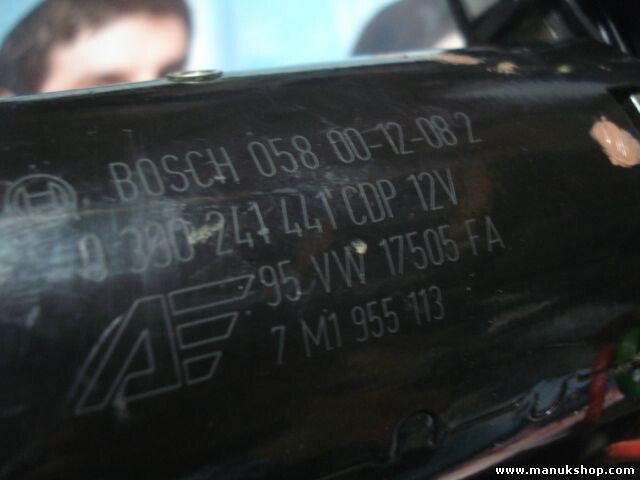 BOSCH 058 00-12-08 2
0 390 241 441 CDP 12V
95 VW 17505 FA
7 M1 955 113
www.manukshop.com